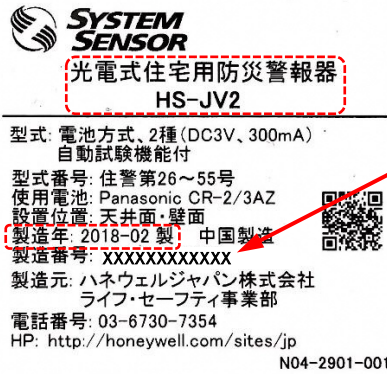 SYSTEM
SENSOR
光電式住宅用防災警報器
HS-JV2
型式: 電池方式、2種(DC3V、300mA)
自動試験機能付
型式番号: 住警第26～55号
使用電池: Panasonic CR-2/3AZ
設置位置: 天井面・壁面
製造年: 2018-02 製 中国製造
製造番号: XXXXXXXXXXXX
製造元: ハネウェルジャパン株式会社
ライフ・セーフティ事業部
電話番号: 03-6730-7354
HP: http://honeywell.com/sites/jp
N04-2901-001